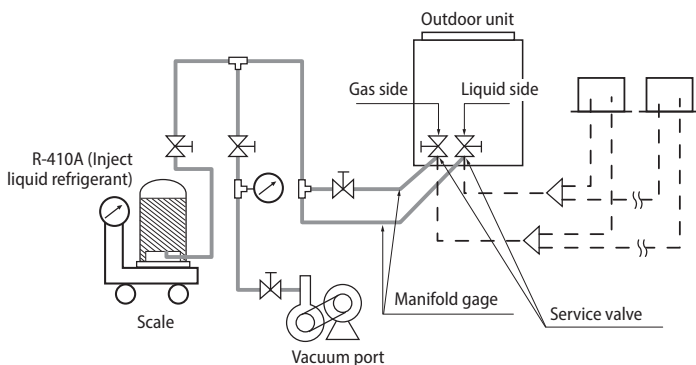 Outdoor unit
Gas side
Liquid side
R-410A (Inject
liquid refrigerant)
Manifold gage
Service valve
Scale
Vacuum port